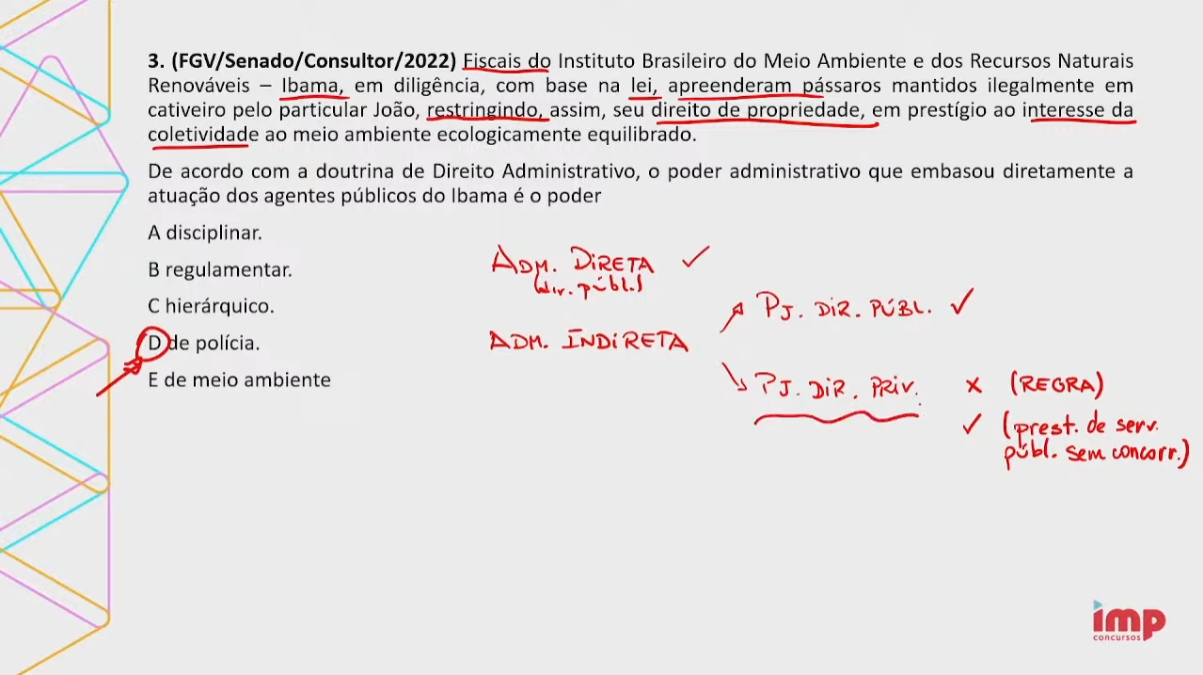 3. (FGV/Senado/Consultor/2022) Fiscais do Instituto Brasileiro do Meio Ambiente e dos Recursos Naturais
Renováveis – Ibama, em diligência, com base na lei, apreenderam pássaros mantidos ilegalmente em
cativeiro pelo particular João, restringindo, assim, seu direito de propriedade, em prestígio ao interesse da
coletividade ao meio ambiente ecologicamente equilibrado.
De acordo com a doutrina de Direito Administrativo, o poder administrativo que embasou diretamente a
atuação dos agentes públicos do Ibama é o poder
A disciplinar.
B regulamentar.
C hierárquico.
D de polícia.
E de meio ambiente
ADM. DIRETA ✓
(dir. públ.)
ADM. INDIRETA
PJ. DIR. PÚBL. ✓
PJ. DIR. PRIV. x (REGRA)
✓ (prest. de serv.
públ. sem concorr.)
imp
concursos